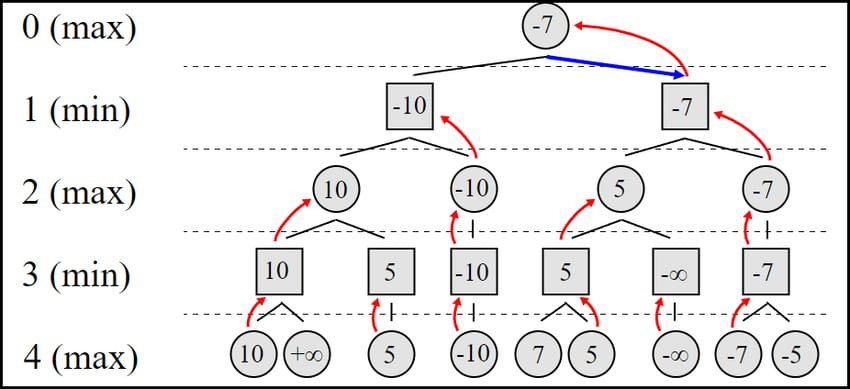 0 (max) -7
1 (min) -10 -7
2 (max) 10 -10 5 -7
3 (min) 10 5 -10 5 -∞ -7
4 (max) 10 +∞ 5 -10 7 5 -∞ -7 -5